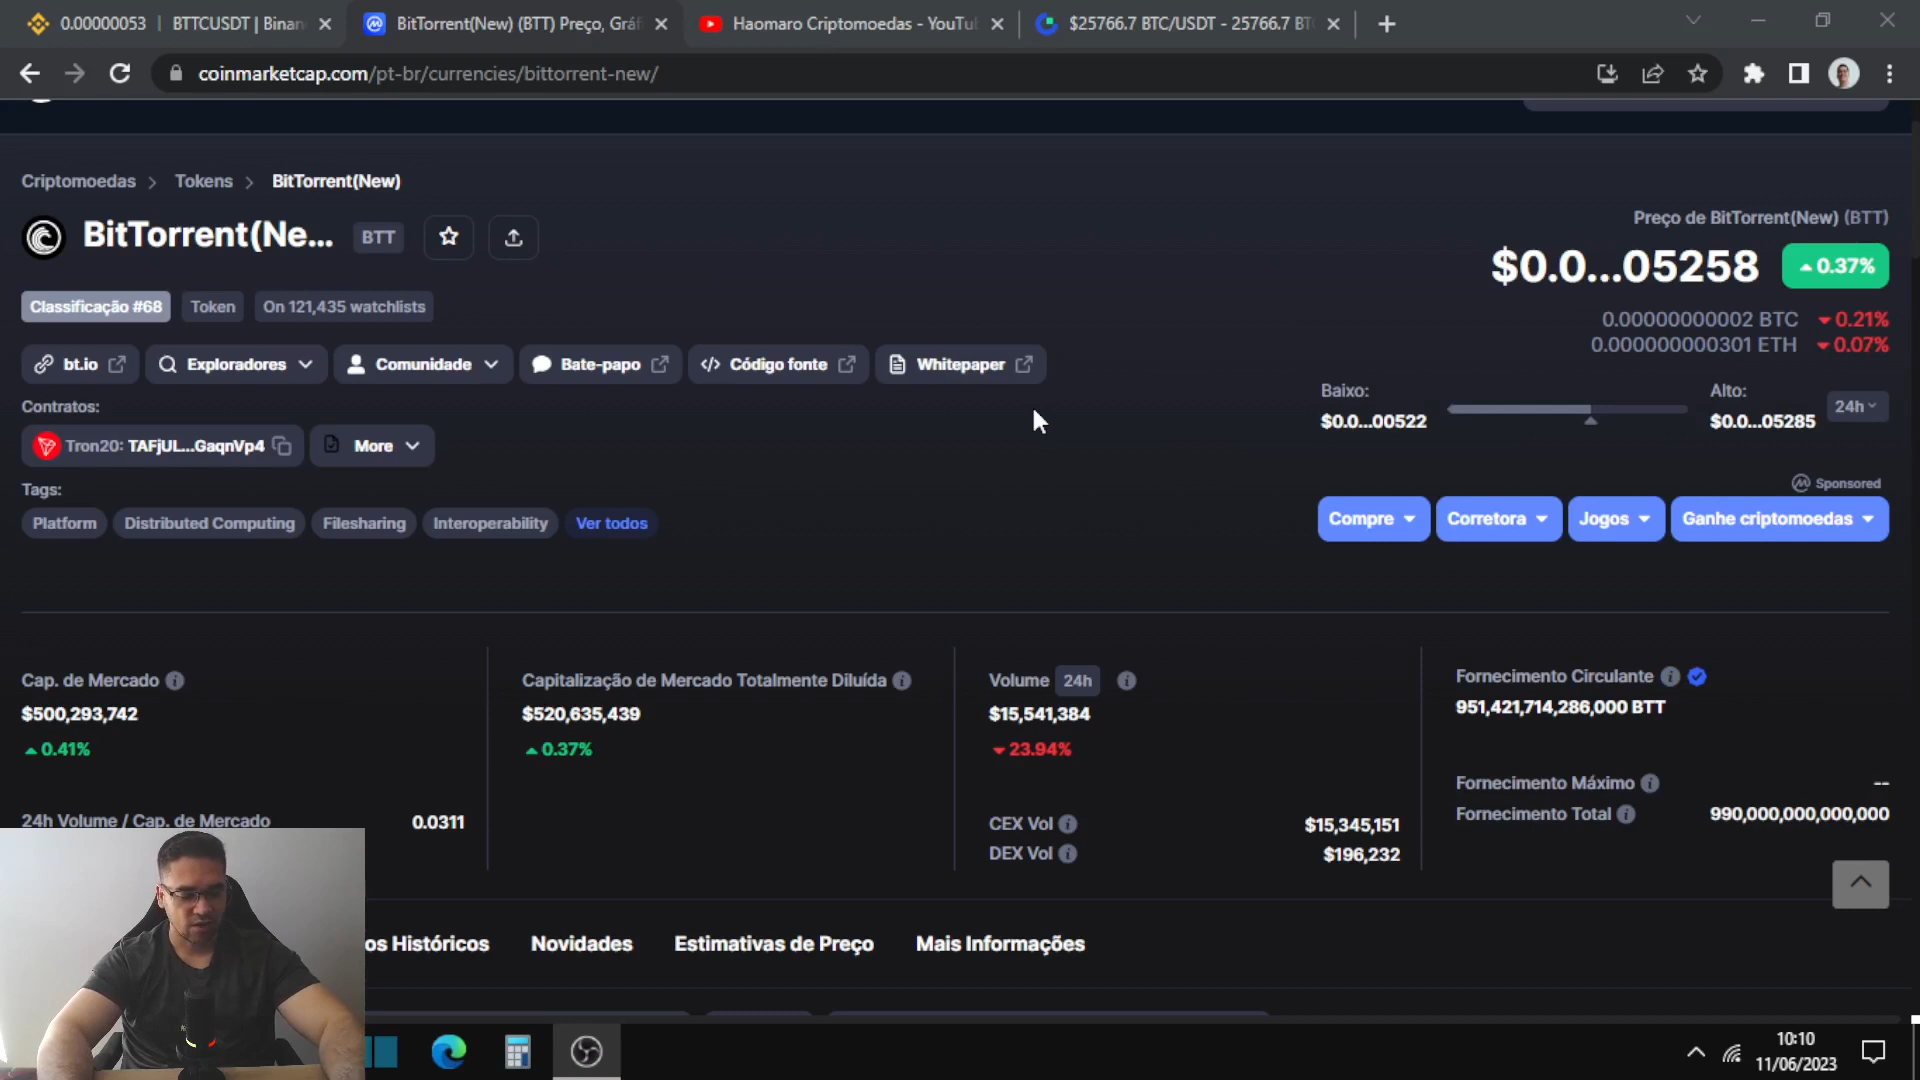 0.00000053 | BTTCUSDT | Binan
BitTorrent(New) (BTT) Preço, Grá
Haomaro Criptomoedas - YouTu
$25766.7 BTC/USDT - 25766.7 BT
coinmarketcap.com/pt-br/currencies/bittorrent-new/
Criptomoedas > Tokens > BitTorrent(New)
BitTorrent(Ne... BTT
Classificação #68 Token On 121,435 watchlists
bt.io Exploradores Comunidade Bate-papo Código fonte Whitepaper
Contratos:
Tron20: TAFjUL...GaqnVp4 More
Tags:
Platform Distributed Computing Filesharing Interoperability Ver todos
Preço de BitTorrent(New) (BTT)
$0.0...05258 0.37%
0.00000000002 BTC 0.21%
0.000000000301 ETH 0.07%
Baixo: Alto: 24h
$0.0...00522 $0.0...05285
Sponsored
Compre Corretora Jogos Ganhe criptomoedas
Cap. de Mercado
$500,293,742
0.41%
24h Volume / Cap. de Mercado 0.0311
Capitalização de Mercado Totalmente Diluída
$520,635,439
0.37%
Volume 24h
$15,541,384
23.94%
CEX Vol $15,345,151
DEX Vol $196,232
Fornecimento Circulante
951,421,714,286,000 BTT
Fornecimento Máximo --
Fornecimento Total 990,000,000,000,000
os Históricos Novidades Estimativas de Preço Mais Informações
10:10
11/06/2023